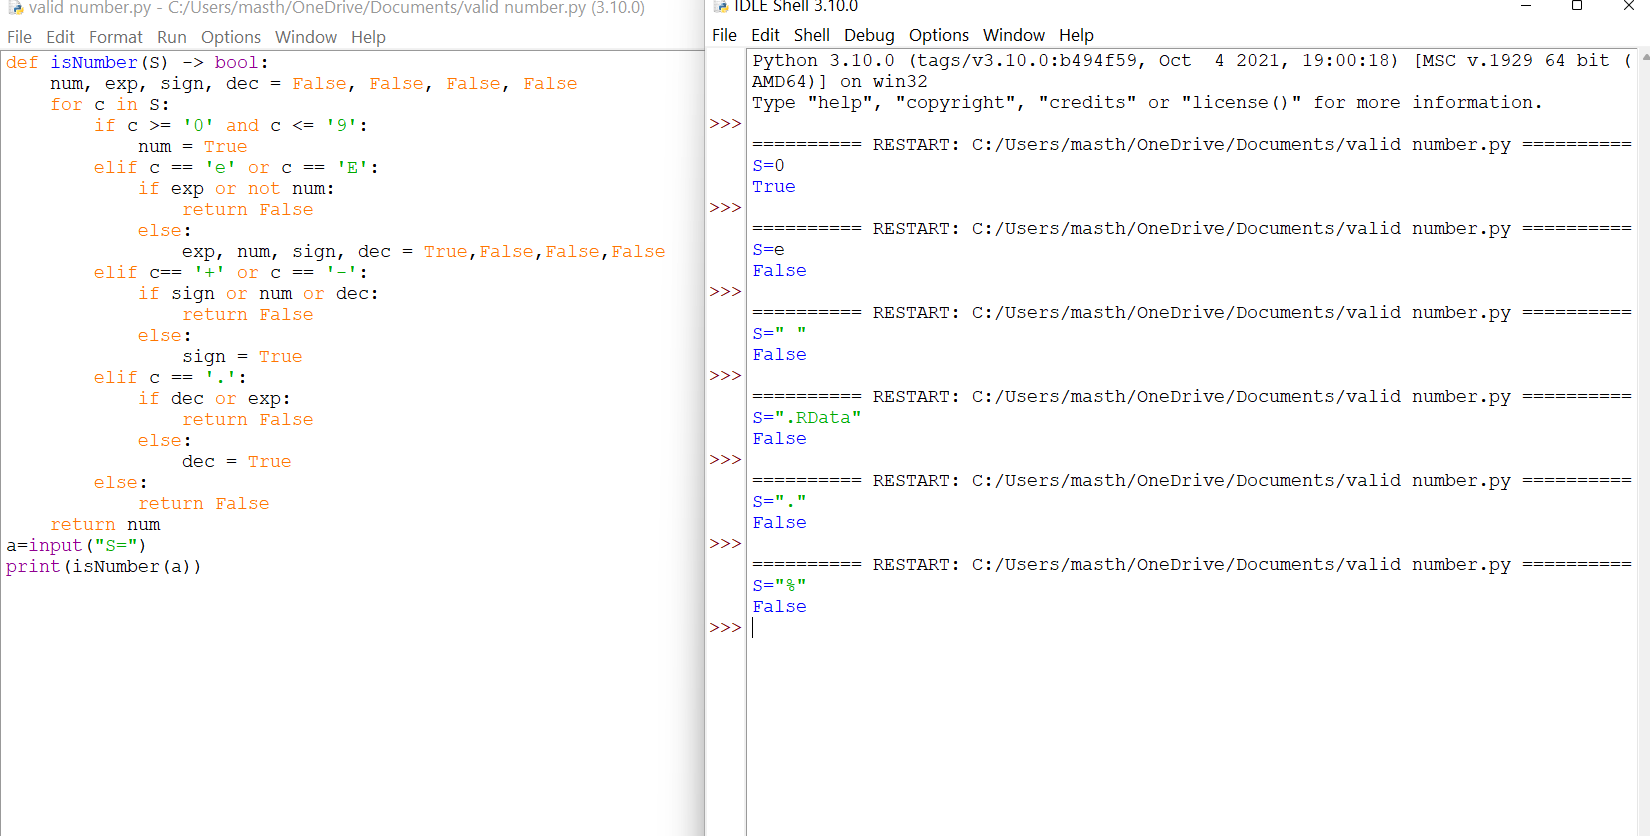 valid number.py - C:/Users/masth/OneDrive/Documents/valid number.py (3.10.0)
File Edit Format Run Options Window Help
def isNumber(S) -> bool:
    num, exp, sign, dec = False, False, False, False
    for c in S:
        if c >= '0' and c <= '9':
            num = True
        elif c == 'e' or c == 'E':
            if exp or not num:
                return False
            else:
                exp, num, sign, dec = True,False,False,False
        elif c== '+' or c == '-':
            if sign or num or dec:
                return False
            else:
                sign = True
        elif c == '.':
            if dec or exp:
                return False
            else:
                dec = True
        else:
            return False
    return num
a=input("S=")
print(isNumber(a))
IDLE Shell 3.10.0
File Edit Shell Debug Options Window Help
Python 3.10.0 (tags/v3.10.0:b494f59, Oct  4 2021, 19:00:18) [MSC v.1929 64 bit (
AMD64)] on win32
Type "help", "copyright", "credits" or "license()" for more information.
>>>
========== RESTART: C:/Users/masth/OneDrive/Documents/valid number.py ==========
S=0
True
>>>
========== RESTART: C:/Users/masth/OneDrive/Documents/valid number.py ==========
S=e
False
>>>
========== RESTART: C:/Users/masth/OneDrive/Documents/valid number.py ==========
S=" "
False
>>>
========== RESTART: C:/Users/masth/OneDrive/Documents/valid number.py ==========
S=".RData"
False
>>>
========== RESTART: C:/Users/masth/OneDrive/Documents/valid number.py ==========
S="."
False
>>>
========== RESTART: C:/Users/masth/OneDrive/Documents/valid number.py ==========
S="%"
False
>>>